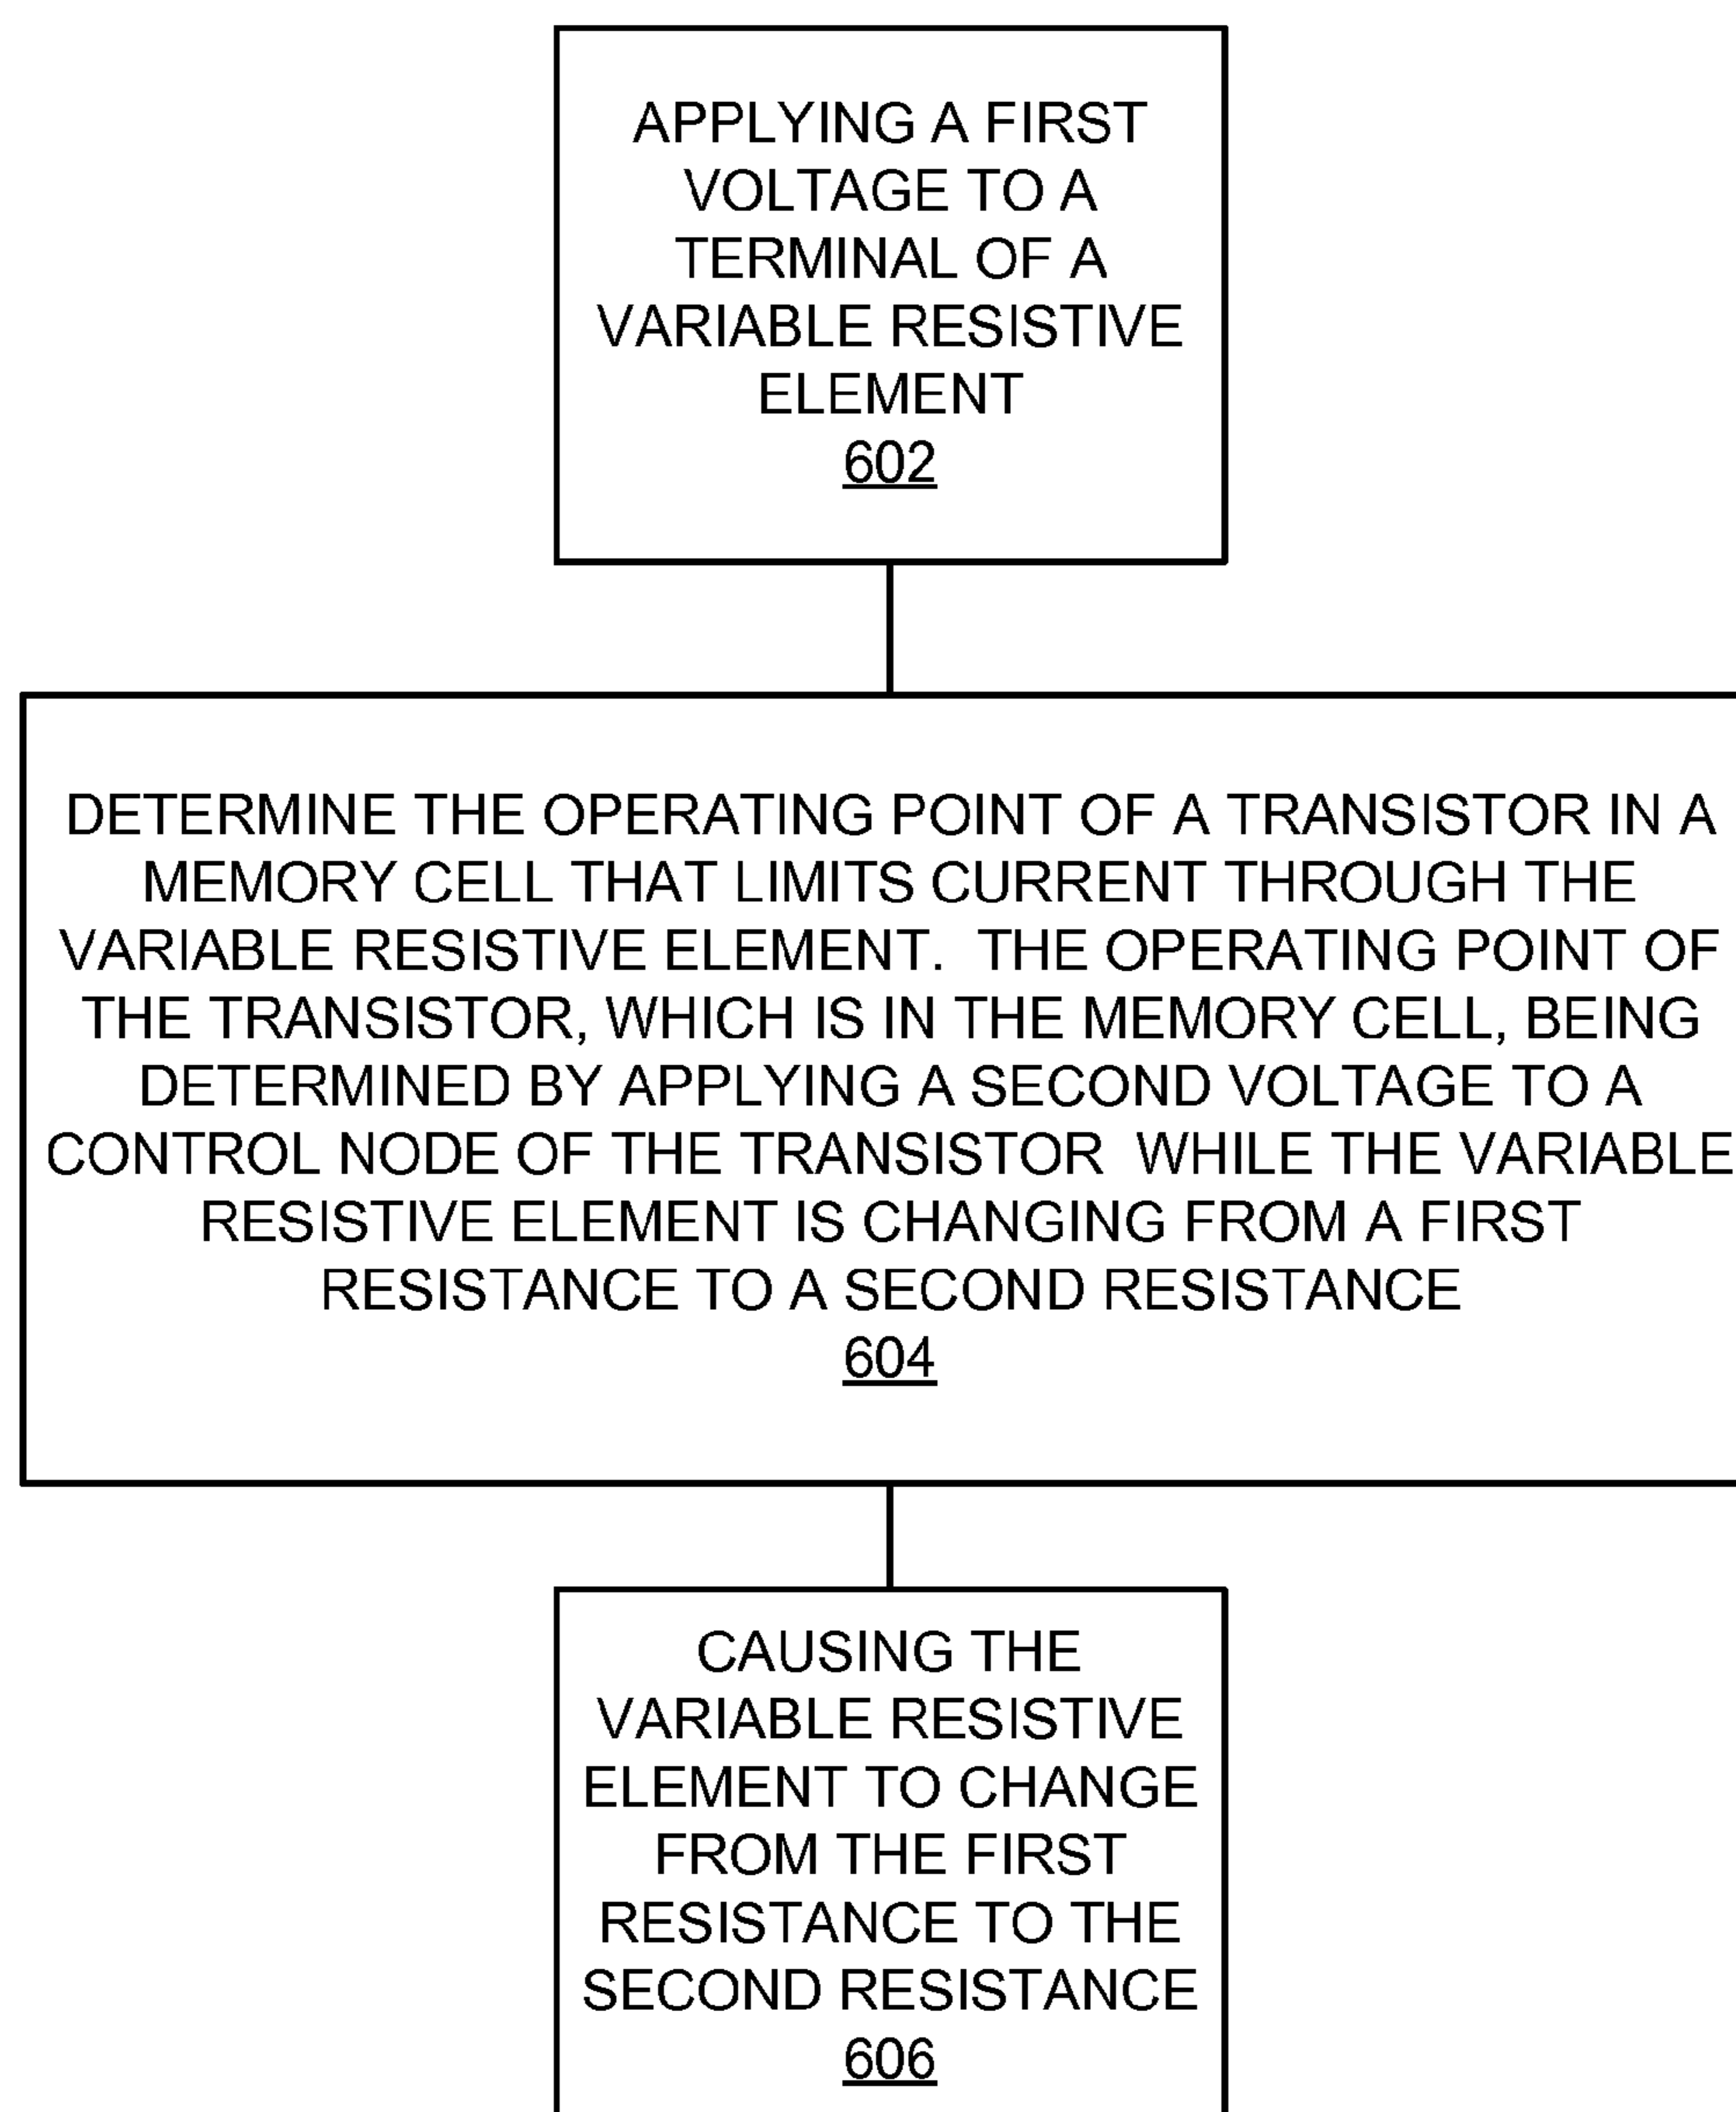 APPLYING A FIRST
VOLTAGE TO A
TERMINAL OF A
VARIABLE RESISTIVE
ELEMENT
602
DETERMINE THE OPERATING POINT OF A TRANSISTOR IN A
MEMORY CELL THAT LIMITS CURRENT THROUGH THE
VARIABLE RESISTIVE ELEMENT. THE OPERATING POINT OF
THE TRANSISTOR, WHICH IS IN THE MEMORY CELL, BEING
DETERMINED BY APPLYING A SECOND VOLTAGE TO A
CONTROL NODE OF THE TRANSISTOR WHILE THE VARIABLE
RESISTIVE ELEMENT IS CHANGING FROM A FIRST
RESISTANCE TO A SECOND RESISTANCE
604
CAUSING THE
VARIABLE RESISTIVE
ELEMENT TO CHANGE
FROM THE FIRST
RESISTANCE TO THE
SECOND RESISTANCE
606